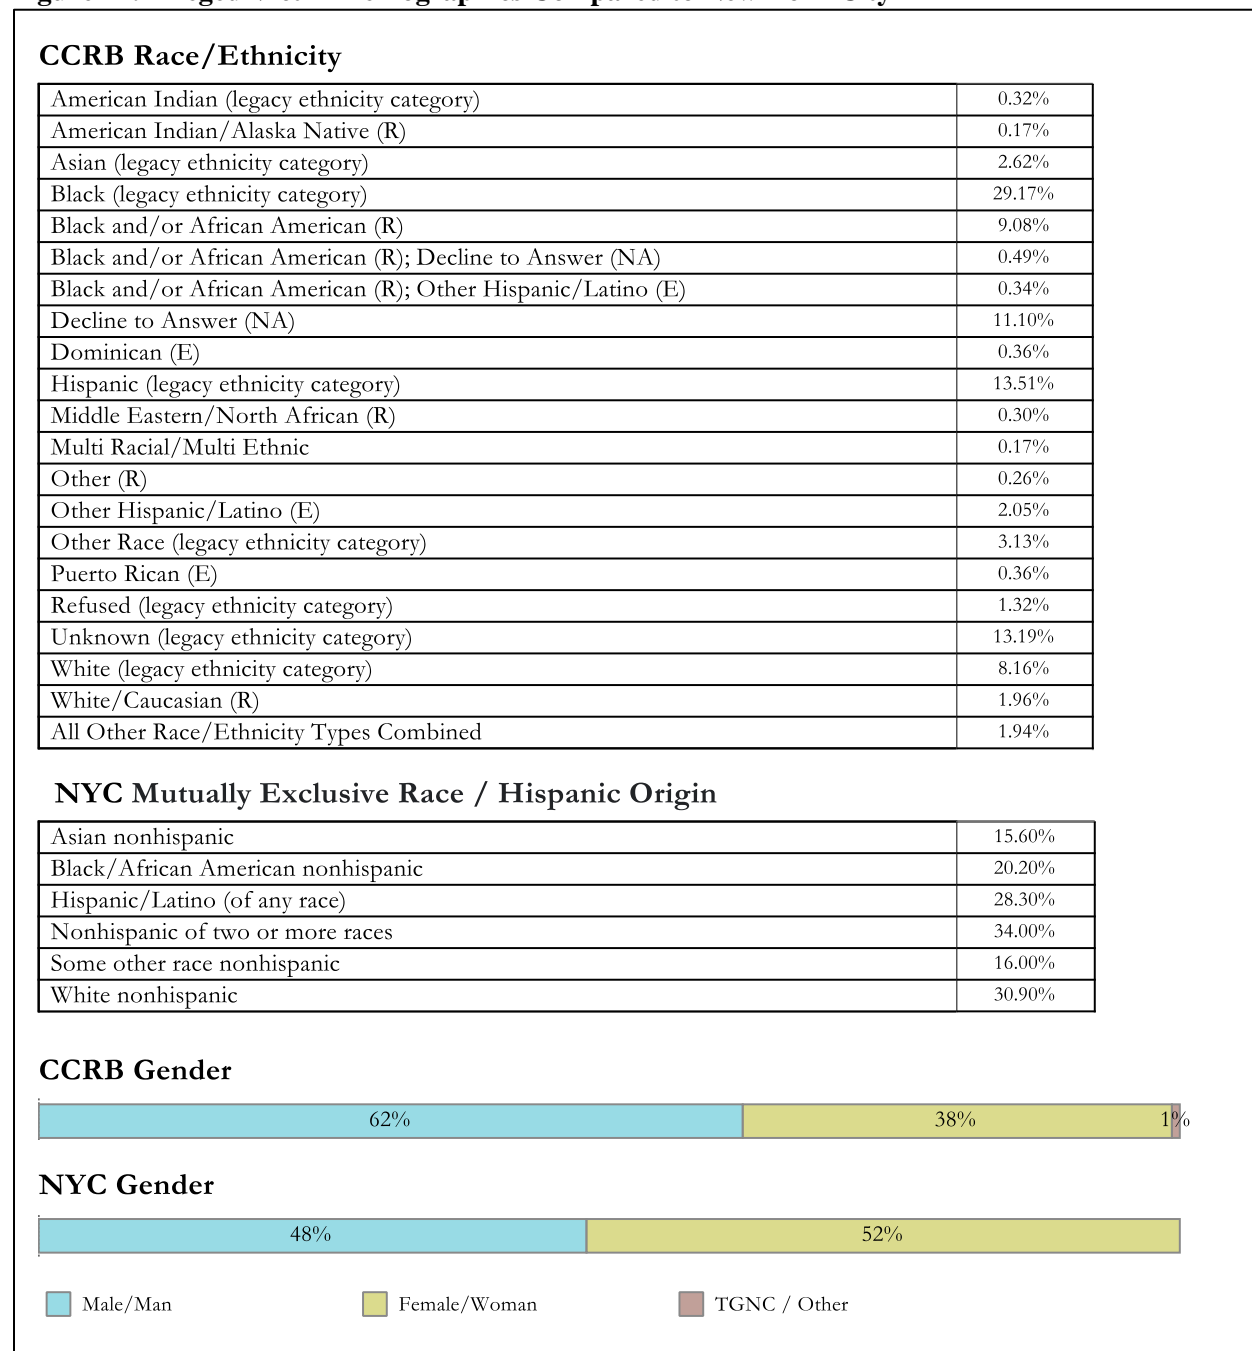 CCRB Race/Ethnicity
American Indian (legacy ethnicity category) 0.32%
American Indian/Alaska Native (R) 0.17%
Asian (legacy ethnicity category) 2.62%
Black (legacy ethnicity category) 29.17%
Black and/or African American (R) 9.08%
Black and/or African American (R); Decline to Answer (NA) 0.49%
Black and/or African American (R); Other Hispanic/Latino (E) 0.34%
Decline to Answer (NA) 11.10%
Dominican (E) 0.36%
Hispanic (legacy ethnicity category) 13.51%
Middle Eastern/North African (R) 0.30%
Multi Racial/Multi Ethnic 0.17%
Other (R) 0.26%
Other Hispanic/Latino (E) 2.05%
Other Race (legacy ethnicity category) 3.13%
Puerto Rican (E) 0.36%
Refused (legacy ethnicity category) 1.32%
Unknown (legacy ethnicity category) 13.19%
White (legacy ethnicity category) 8.16%
White/Caucasian (R) 1.96%
All Other Race/Ethnicity Types Combined 1.94%
NYC Mutually Exclusive Race / Hispanic Origin
Asian nonhispanic 15.60%
Black/African American nonhispanic 20.20%
Hispanic/Latino (of any race) 28.30%
Nonhispanic of two or more races 34.00%
Some other race nonhispanic 16.00%
White nonhispanic 30.90%
CCRB Gender
62% 38% 1%
NYC Gender
48% 52%
Male/Man Female/Woman TGNC / Other